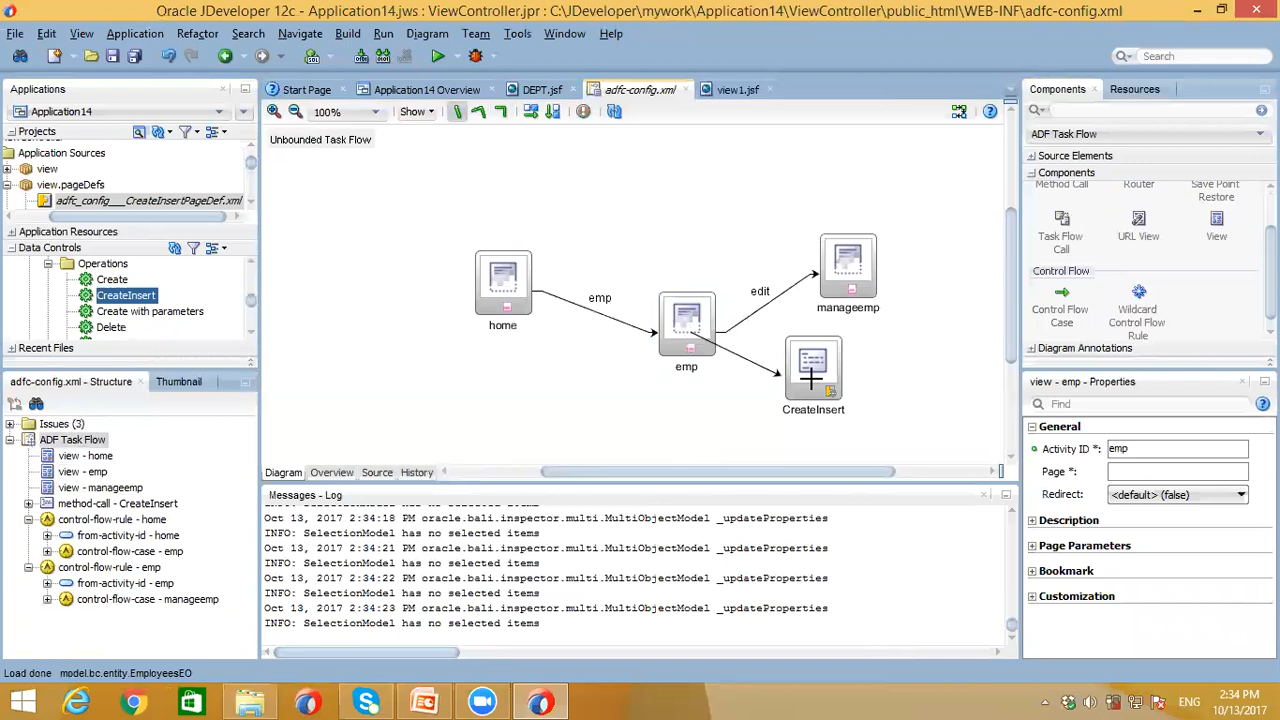 Oracle JDeveloper 12c - Application14.jws : ViewController.jpr : C:\JDeveloper\mywork\Application14\ViewController\public_html\WEB-INF\adfc-config.xml
File Edit View Application Refactor Search Navigate Build Run Diagram Team Tools Window Help
Search
Applications
Application14
Projects
Application Sources
view
view.pageDefs
adfc_config___CreateInsertPageDef.xml
Application Resources
Data Controls
Operations
Create
CreateInsert
Create with parameters
Delete
Recent Files
adfc-config.xml - Structure
Thumbnail
Issues (3)
ADF Task Flow
view - home
view - emp
view - manageemp
method-call - CreateInsert
control-flow-rule - home
from-activity-id - home
control-flow-case - emp
control-flow-rule - emp
from-activity-id - emp
control-flow-case - manageemp
Start Page
Application14 Overview
DEPT.jsf
adfc-config.xml
view1.jsf
100%
Show
Unbounded Task Flow
home
emp
emp
edit
manageemp
CreateInsert
Diagram Overview Source History
Messages - Log
Oct 13, 2017 2:34:18 PM oracle.bali.inspector.multi.MultiObjectModel _updateProperties
INFO: SelectionModel has no selected items
Oct 13, 2017 2:34:21 PM oracle.bali.inspector.multi.MultiObjectModel _updateProperties
INFO: SelectionModel has no selected items
Oct 13, 2017 2:34:22 PM oracle.bali.inspector.multi.MultiObjectModel _updateProperties
INFO: SelectionModel has no selected items
Oct 13, 2017 2:34:23 PM oracle.bali.inspector.multi.MultiObjectModel _updateProperties
INFO: SelectionModel has no selected items
Components
Resources
ADF Task Flow
Source Elements
Components
Method Call
Router
Save Point
Restore
Task Flow
Call
URL View
View
Control Flow
Control Flow
Case
Wildcard
Control Flow
Rule
Diagram Annotations
view - emp - Properties
Find
General
Activity ID *: emp
Page *:
Redirect: <default> (false)
Description
Page Parameters
Bookmark
Customization
Load done model.bc.entity.EmployeesEO
ENG
2:34 PM
10/13/2017